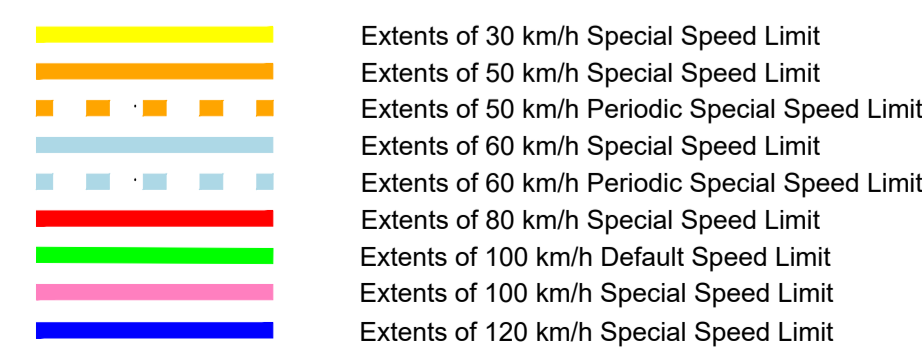 Extents of 30 km/h Special Speed Limit
Extents of 50 km/h Special Speed Limit
Extents of 50 km/h Periodic Special Speed Limit
Extents of 60 km/h Special Speed Limit
Extents of 60 km/h Periodic Special Speed Limit
Extents of 80 km/h Special Speed Limit
Extents of 100 km/h Default Speed Limit
Extents of 100 km/h Special Speed Limit
Extents of 120 km/h Special Speed Limit